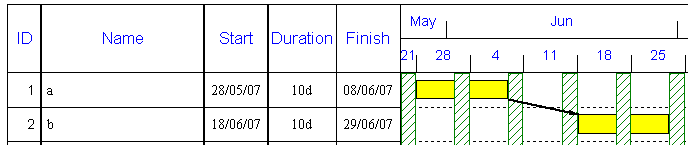 May Jun
ID Name Start Duration Finish
21 28 4 11 18 25
1 a 28/05/07 10d 08/06/07
2 b 18/06/07 10d 29/06/07